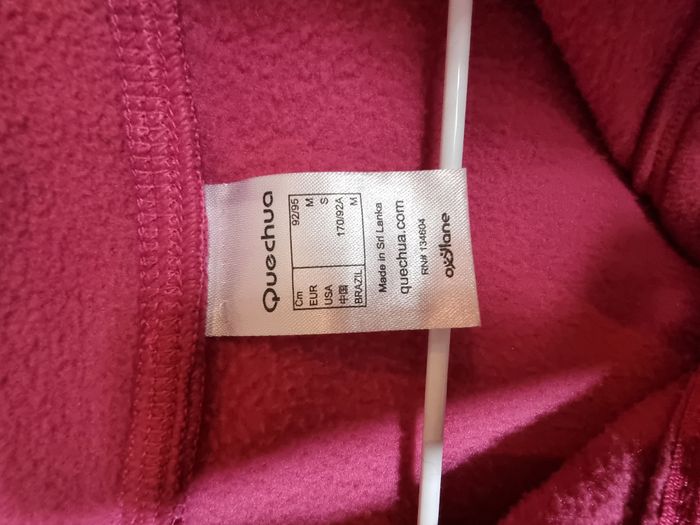 Quechua
Cm 92/95
EUR M
USA S
中国 170/92A
BRAZIL M
Made in Sri Lanka
quechua.com
RN# 134604
oxylane